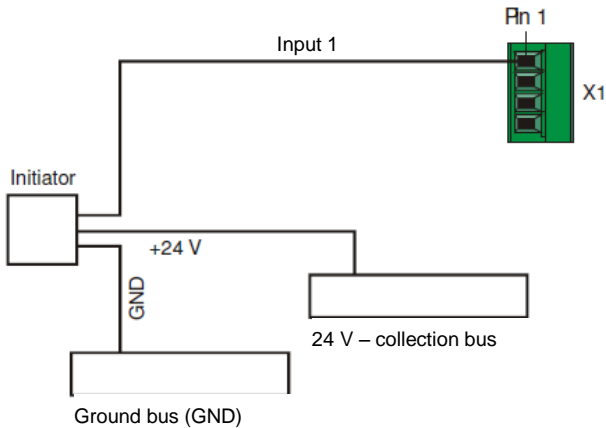 Pin 1
Input 1
X1
Initiator
+24 V
GND
24 V – collection bus
Ground bus (GND)